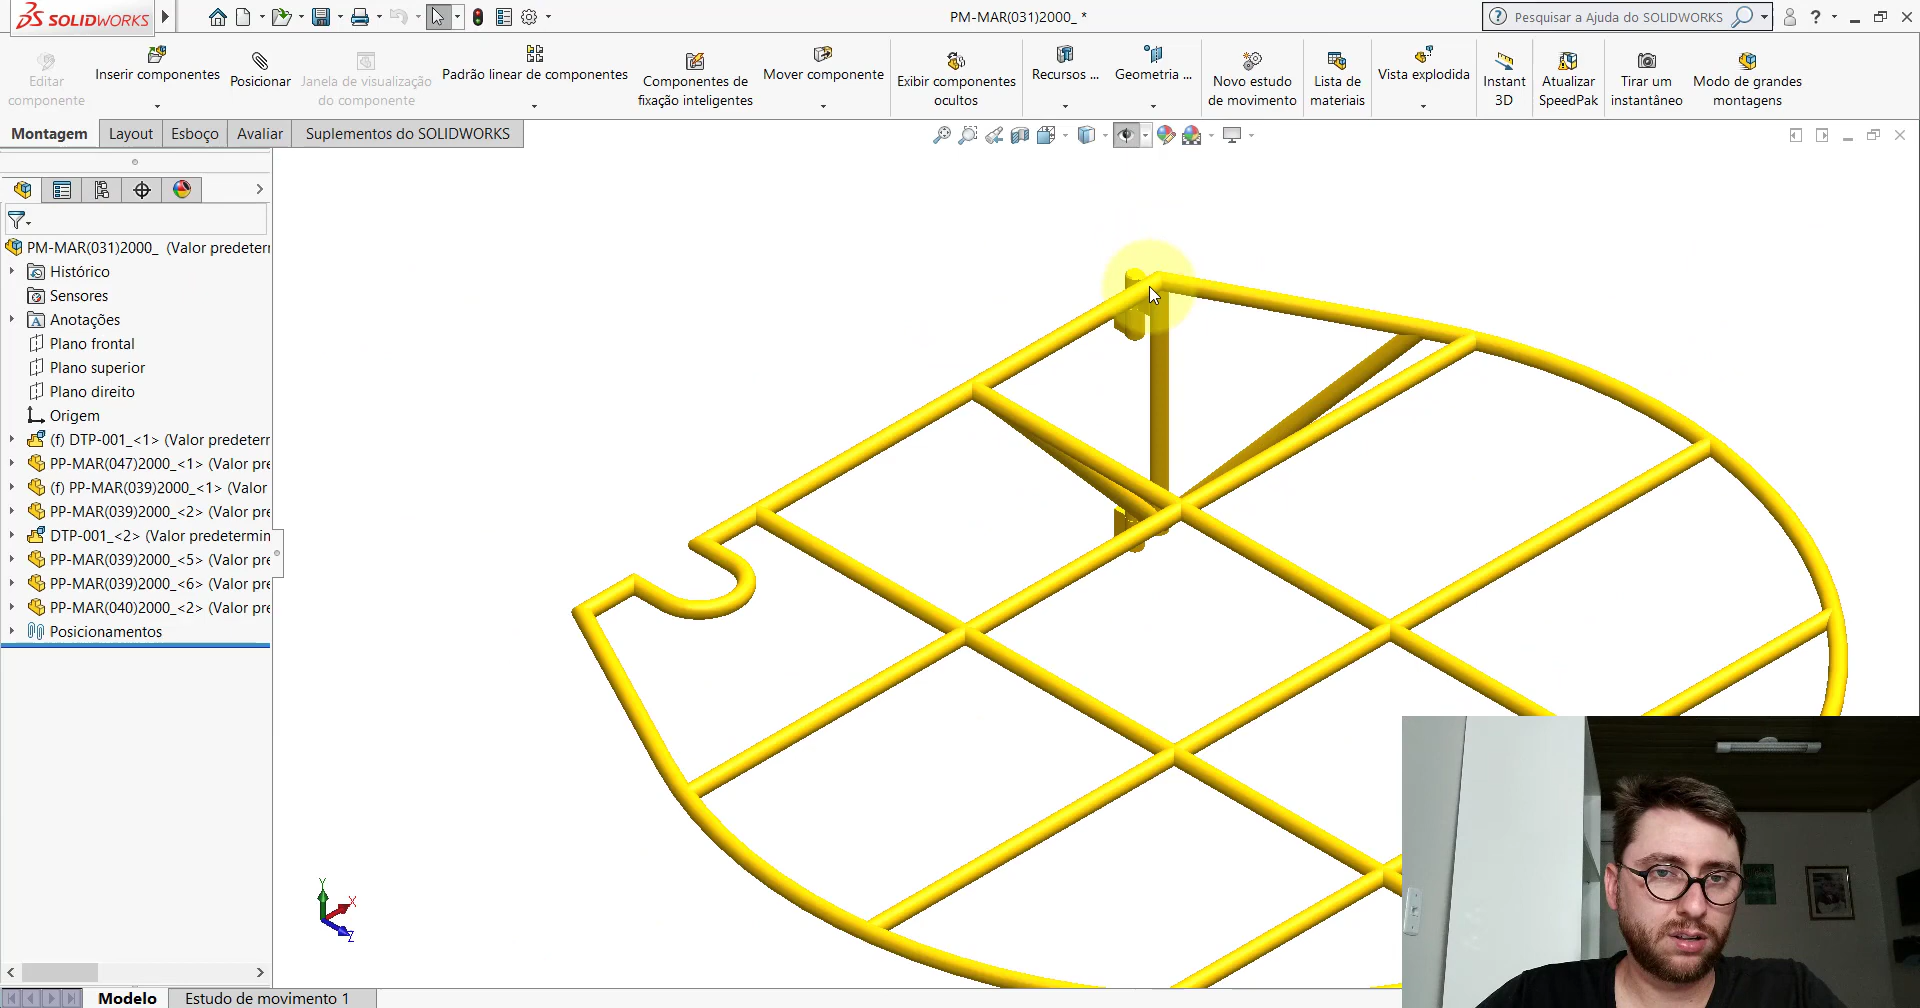 SOLIDWORKS
PM-MAR(031)2000_ *
Pesquisar a Ajuda do SOLIDWORKS
Editar
componente
Inserir componentes
Posicionar
Janela de visualização
do componente
Padrão linear de componentes
Componentes de
fixação inteligentes
Mover componente
Exibir componentes
ocultos
Recursos ...
Geometria ...
Novo estudo
de movimento
Lista de
materiais
Vista explodida
Instant
3D
Atualizar
SpeedPak
Tirar um
instantâneo
Modo de grandes
montagens
Montagem
Layout
Esboço
Avaliar
Suplementos do SOLIDWORKS
PM-MAR(031)2000_ (Valor predeterr
Histórico
Sensores
Anotações
Plano frontal
Plano superior
Plano direito
Origem
(f) DTP-001_<1> (Valor predeterr
PP-MAR(047)2000_<1> (Valor pre
(f) PP-MAR(039)2000_<1> (Valor
PP-MAR(039)2000_<2> (Valor pre
DTP-001_<2> (Valor predetermin
PP-MAR(039)2000_<5> (Valor pre
PP-MAR(039)2000_<6> (Valor pre
PP-MAR(040)2000_<2> (Valor pre
Posicionamentos
Y
X
Z
Modelo
Estudo de movimento 1